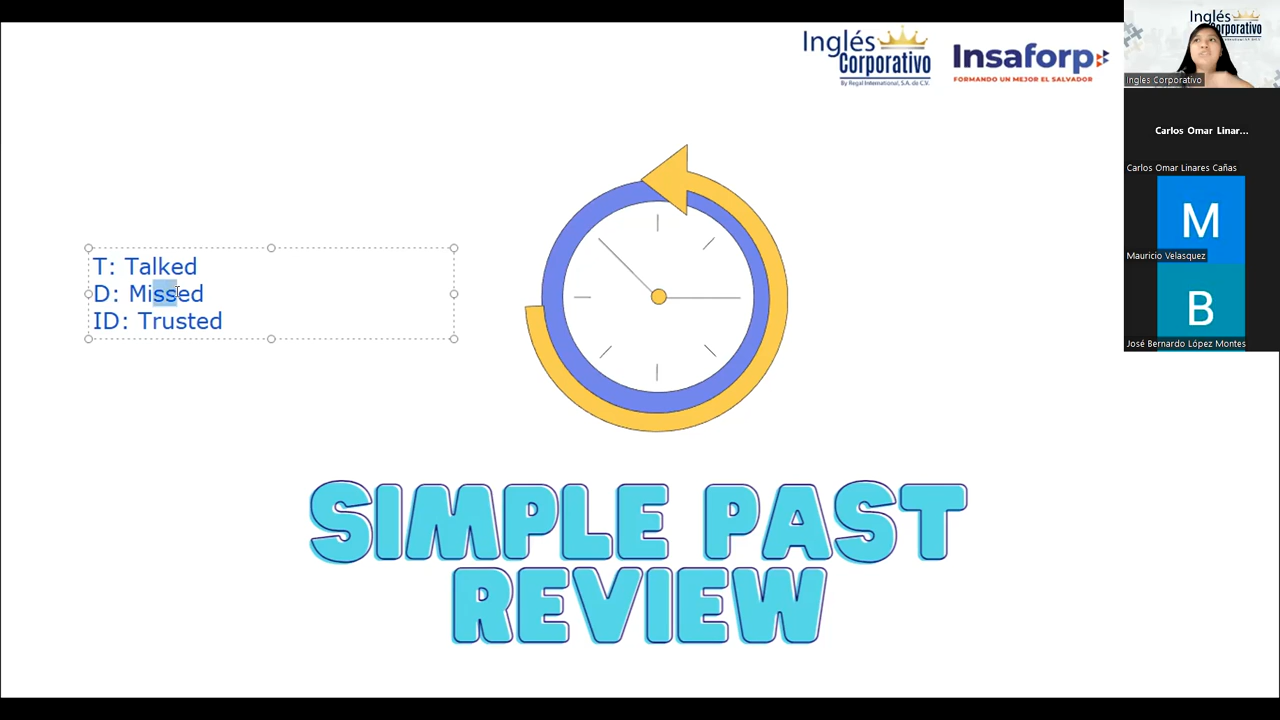 Inglés
Corporativo
By Regal International, S.A. de C.V.
Insaforp
FORMANDO UN MEJOR EL SALVADOR
T: Talked
D: Missed
ID: Trusted
SIMPLE PAST
REVIEW
Inglés
Corporativo
Ingles Corporativo
Carlos Omar Linar...
Carlos Omar Linares Cañas
M
Mauricio Velasquez
B
José Bernardo López Montes